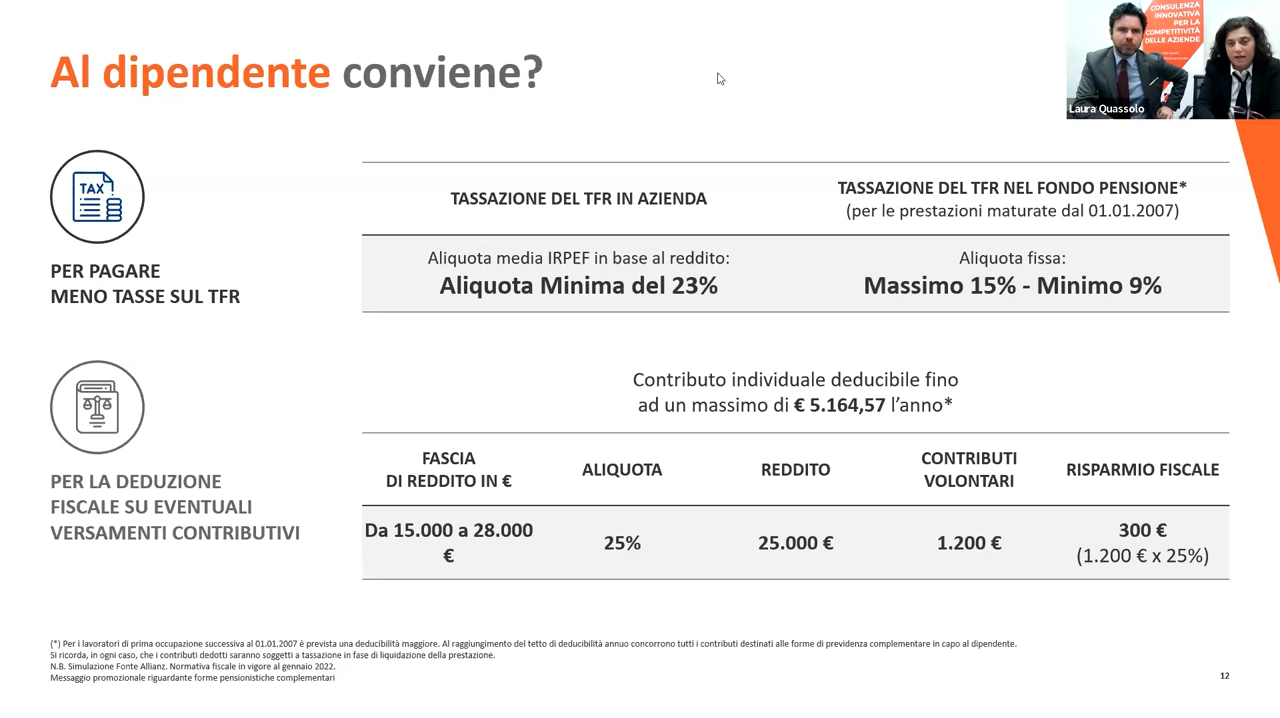 Al dipendente conviene?
CONSULENZA
INNOVATIVA
PER LA
COMPETITIVITÀ
DELLE AZIENDE
Laura Quassolo
TAX
PER PAGARE
MENO TASSE SUL TFR
TASSAZIONE DEL TFR IN AZIENDA
TASSAZIONE DEL TFR NEL FONDO PENSIONE*
(per le prestazioni maturate dal 01.01.2007)
Aliquota media IRPEF in base al reddito:
Aliquota Minima del 23%
Aliquota fissa:
Massimo 15% - Minimo 9%
PER LA DEDUZIONE
FISCALE SU EVENTUALI
VERSAMENTI CONTRIBUTIVI
Contributo individuale deducibile fino
ad un massimo di € 5.164,57 l’anno*
FASCIA
DI REDDITO IN €
ALIQUOTA
REDDITO
CONTRIBUTI
VOLONTARI
RISPARMIO FISCALE
Da 15.000 a 28.000
€
25%
25.000 €
1.200 €
300 €
(1.200 € x 25%)
(*) Per i lavoratori di prima occupazione successiva al 01.01.2007 è prevista una deducibilità maggiore. Al raggiungimento del tetto di deducibilità annuo concorrono tutti i contributi destinati alle forme di previdenza complementare in capo al dipendente.
Si ricorda, in ogni caso, che i contributi dedotti saranno soggetti a tassazione in fase di liquidazione della prestazione.
N.B. Simulazione Fonte Allianz. Normativa fiscale in vigore al gennaio 2022.
Messaggio promozionale riguardante forme pensionistiche complementari
12